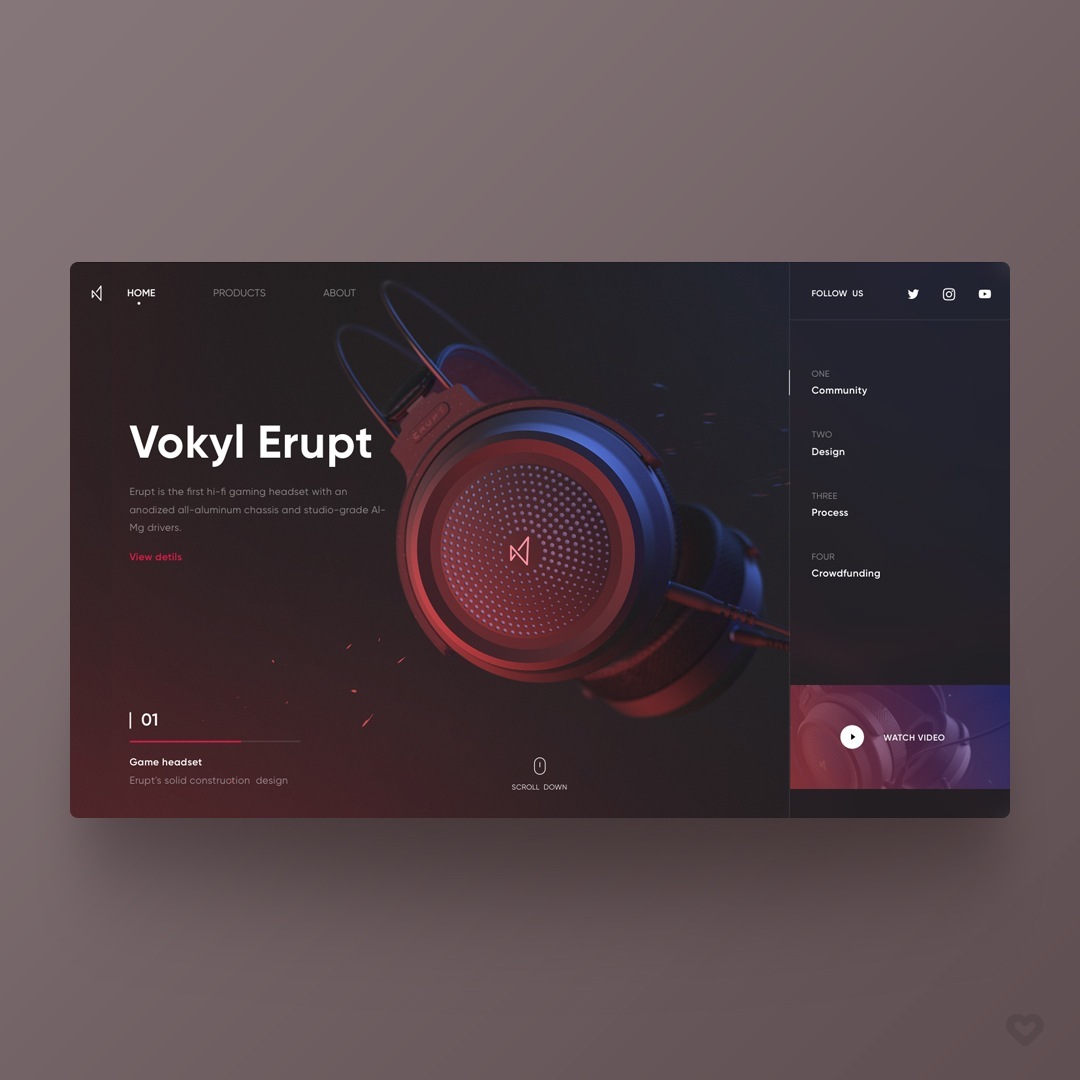 HOME
PRODUCTS
ABOUT
FOLLOW US
Vokyl Erupt
Erupt is the first hi-fi gaming headset with an
anodized all-aluminum chassis and studio-grade Al-
Mg drivers.
View detils
01
Game headset
Erupt's solid construotion design
SCROLL DOWN
ONE
Community
TWO
Design
THREE
Process
FOUR
Crowdfunding
WATCH VIDEO